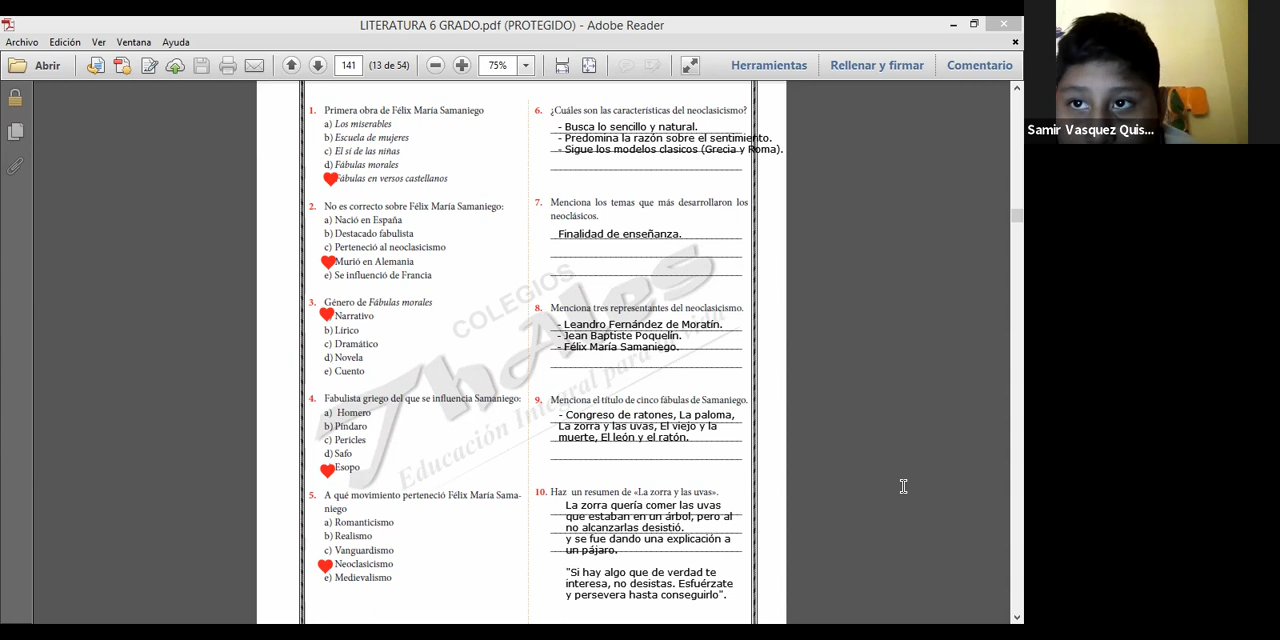 LITERATURA 6 GRADO.pdf (PROTEGIDO) - Adobe Reader
Archivo Edición Ver Ventana Ayuda
Abrir 141 (13 de 54) 75% Herramientas Rellenar y firmar Comentario
Samir Vasquez Quis...
1. Primera obra de Félix María Samaniego
a) Los miserables
b) Escuela de mujeres
c) El sí de las niñas
d) Fábulas morales
Fábulas en versos castellanos
2. No es correcto sobre Félix María Samaniego:
a) Nació en España
b) Destacado fabulista
c) Perteneció al neoclasicismo
Murió en Alemania
e) Se influenció de Francia
3. Género de Fábulas morales
Narrativo
b) Lírico
c) Dramático
d) Novela
e) Cuento
4. Fabulista griego del que se influencia Samaniego:
a) Homero
b) Píndaro
c) Pericles
d) Safo
Esopo
5. A qué movimiento perteneció Félix María Sama-
niego
a) Romanticismo
b) Realismo
c) Vanguardismo
Neoclasicismo
e) Medievalismo
6. ¿Cuáles son las características del neoclasicismo?
- Busca lo sencillo y natural.
- Predomina la razón sobre el sentimiento.
- Sigue los modelos clasicos (Grecia y Roma).
7. Menciona los temas que más desarrollaron los
neoclásicos.
Finalidad de enseñanza.
8. Menciona tres representantes del neoclasicismo.
- Leandro Fernández de Moratín.
- Jean Baptiste Poquelín.
- Félix María Samaniego.
9. Menciona el título de cinco fábulas de Samaniego.
- Congreso de ratones, La paloma,
La zorra y las uvas, El viejo y la
muerte, El león y el ratón.
10. Haz un resumen de «La zorra y las uvas».
La zorra quería comer las uvas
que estaban en un árbol, pero al
no alcanzarlas desistió.
y se fue dando una explicación a
un pájaro.
"Si hay algo que de verdad te
interesa, no desistas. Esfuérzate
y persevera hasta conseguirlo".
COLEGIOS
ThAles
Educación Integral para la vida